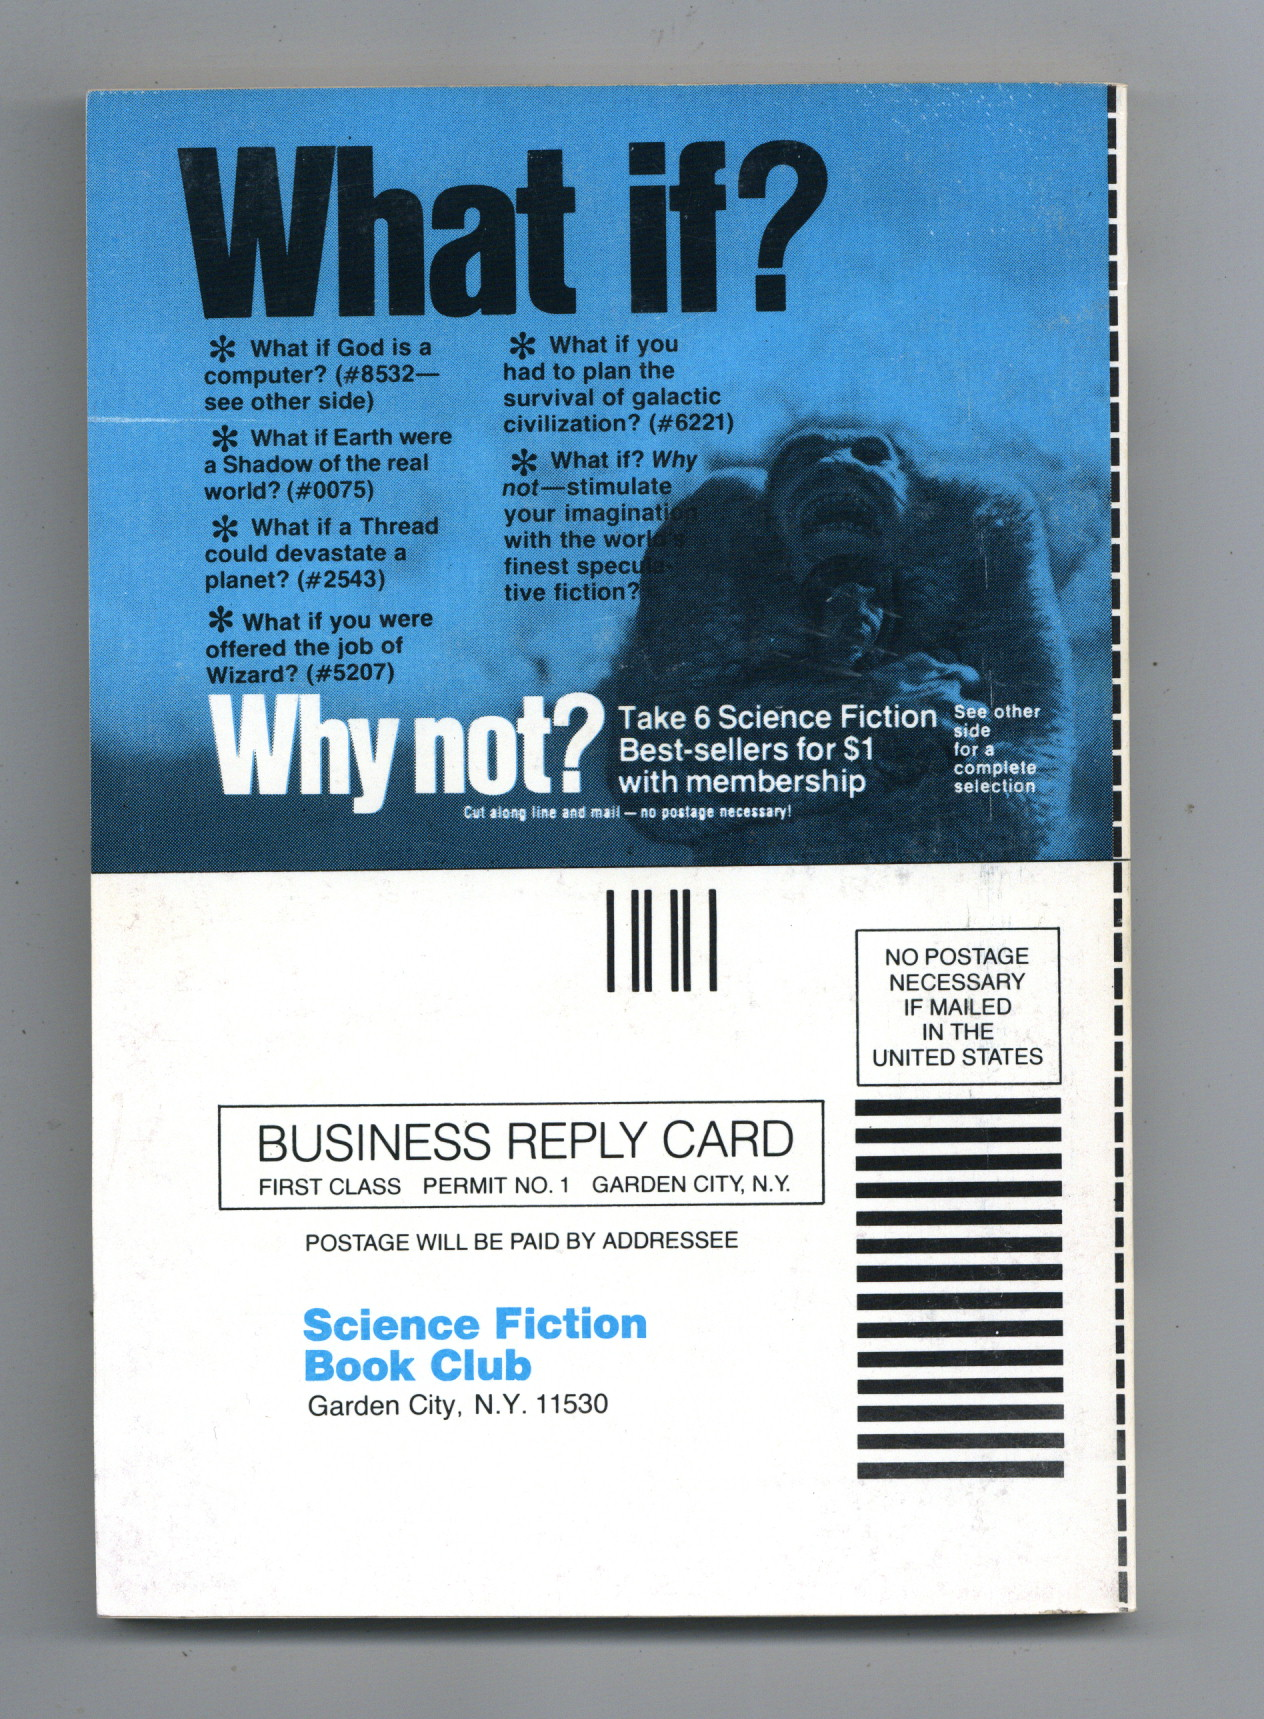 What if?
* What if God is a
computer? (#8532—
see other side)
* What if Earth were
a Shadow of the real
world? (#0075)
* What if a Thread
could devastate a
planet? (#2543)
* What if you were
offered the job of
Wizard? (#5207)
* What if you
had to plan the
survival of galactic
civilization? (#6221)
* What if? Why
not—stimulate
your imagination
with the world's
finest specula-
tive fiction?
Why not?
Take 6 Science Fiction
Best-sellers for $1
with membership
See other
side
for a
complete
selection
Cut along line and mail — no postage necessary!
NO POSTAGE
NECESSARY
IF MAILED
IN THE
UNITED STATES
BUSINESS REPLY CARD
FIRST CLASS PERMIT NO. 1 GARDEN CITY, N.Y.
POSTAGE WILL BE PAID BY ADDRESSEE
Science Fiction
Book Club
Garden City, N.Y. 11530